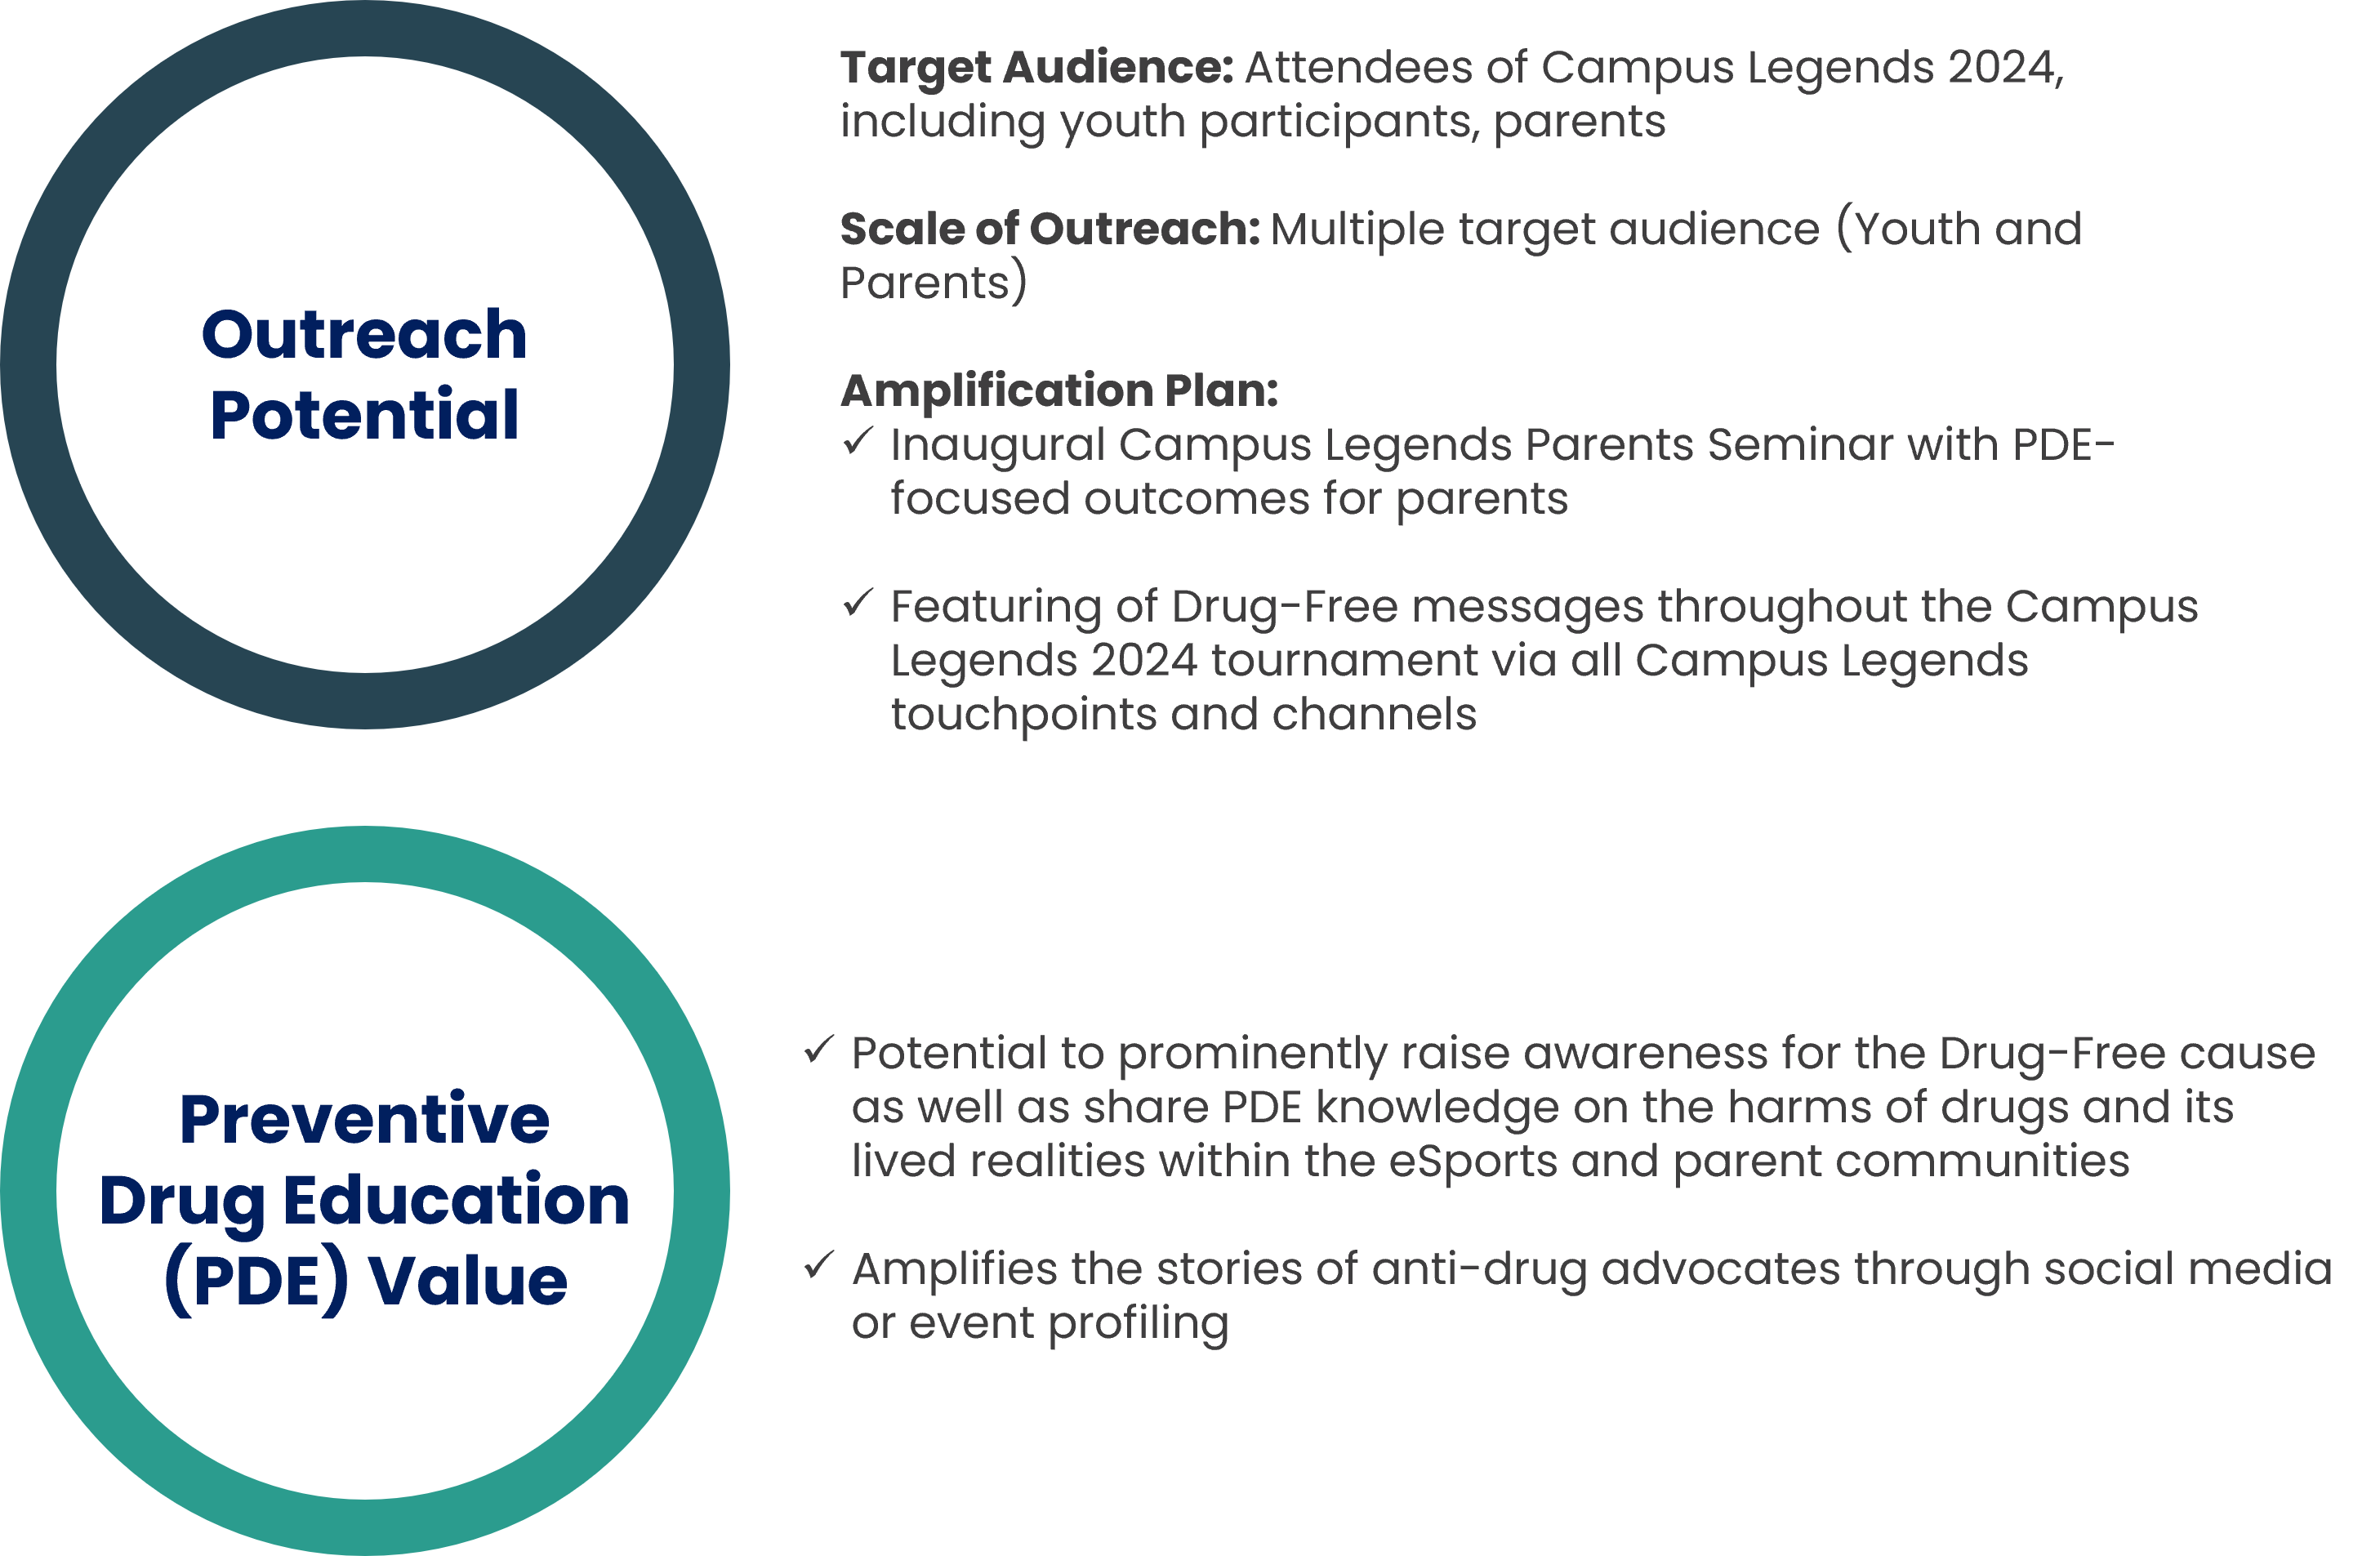 Outreach
Potential
Target Audience: Attendees of Campus Legends 2024,
including youth participants, parents
Scale of Outreach: Multiple target audience (Youth and
Parents)
Amplification Plan:
✓ Inaugural Campus Legends Parents Seminar with PDE-
focused outcomes for parents
✓ Featuring of Drug-Free messages throughout the Campus
Legends 2024 tournament via all Campus Legends
touchpoints and channels
Preventive
Drug Education
(PDE) Value
✓ Potential to prominently raise awareness for the Drug-Free cause
as well as share PDE knowledge on the harms of drugs and its
lived realities within the eSports and parent communities
✓ Amplifies the stories of anti-drug advocates through social media
or event profiling